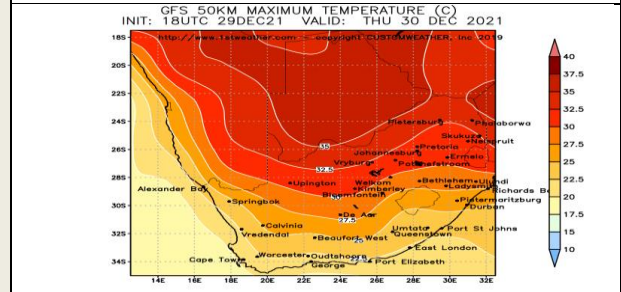 GFS 50KM MAXIMUM TEMPERATURE (C)
INIT: 18UTC 29DEC21 VALID: THU 30 DEC 2021
http://www.1stweather.com --- copyright CUSTOMWEATHER, Inc 2019
18S
20S
22S
24S
26S
28S
30S
32S
34S
14E 16E 18E 20E 22E 24E 26E 28E 30E 32E
Pietersburg
Phalaborwa
Skukuza
Nelspruit
Pretoria
Johannesburg
Ermelo
Vryburg
Potchefstroom
Upington
Welkom
Bethlehem
Ulundi
Kimberley
Ladysmith
Alexander Ba
Bloemfontein
Richards Ba
Springbok
Pietermaritzburg
Durban
De Aar
Calvinia
Umtata
Port St Johns
Vredendal
Queenstown
Beaufort West
East London
Worcester
Oudtshoorn
Cape Town
George
Port Elizabeth
35
32.5
30
27.5
25
40
37.5
35
32.5
30
27.5
25
22.5
20
17.5
15
10